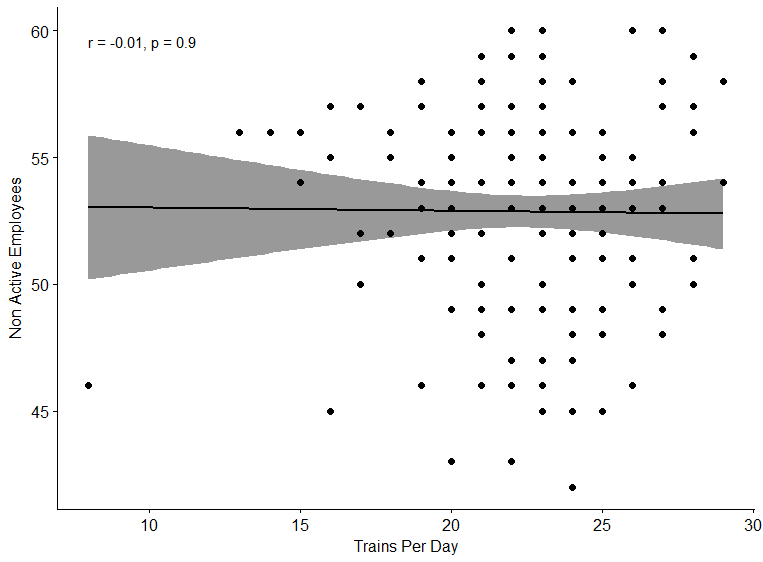 r = -0.01, p = 0.9
60
55
50
45
Non Active Employees
10 15 20 25 30
Trains Per Day